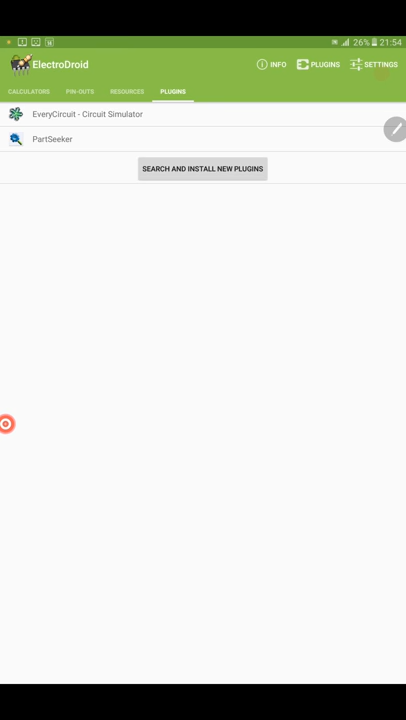 26% 21:54
ElectroDroid
INFO PLUGINS SETTINGS
CALCULATORS PIN-OUTS RESOURCES PLUGINS
EveryCircuit - Circuit Simulator
PartSeeker
SEARCH AND INSTALL NEW PLUGINS